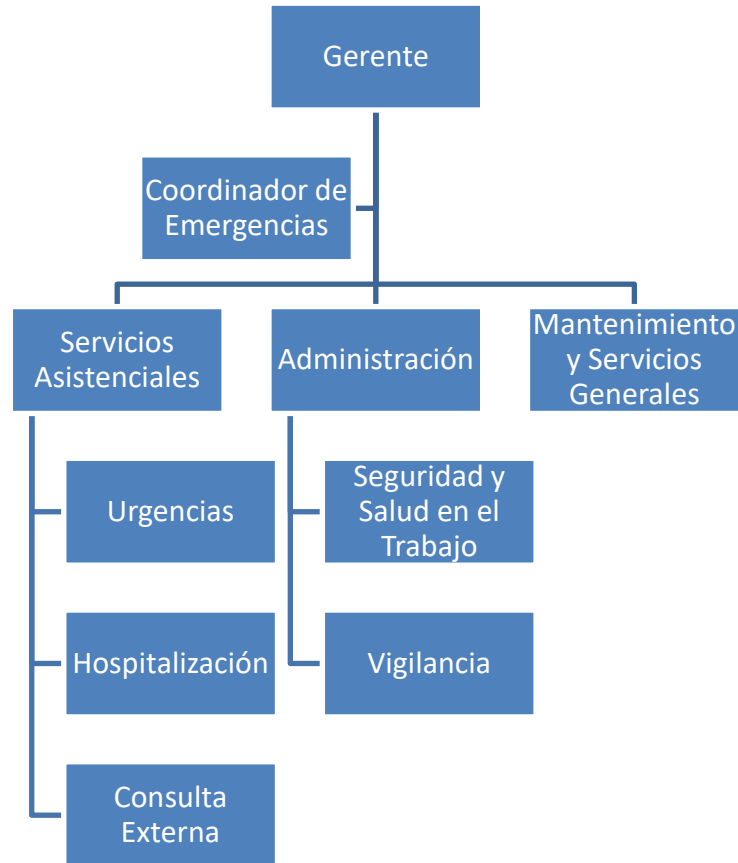 Gerente
Coordinador de
Emergencias
Servicios
Asistenciales
Administración
Mantenimiento
y Servicios
Generales
Urgencias
Seguridad y
Salud en el
Trabajo
Hospitalización
Vigilancia
Consulta
Externa